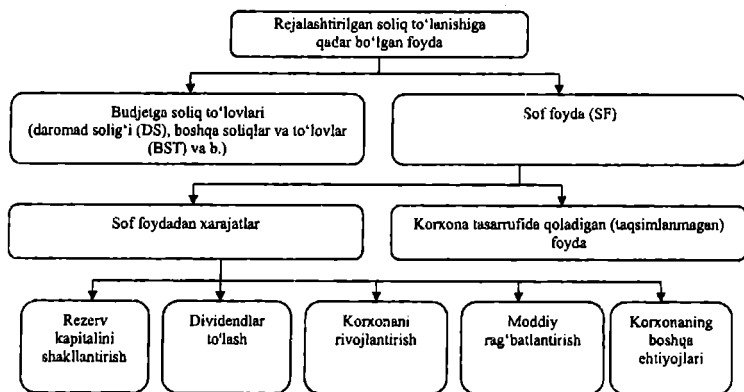 Rejalashtirilgan soliq to‘lanishiga
qadar bo‘lgan foyda
Budjetga soliq to‘lovlari
(daromad solig‘i (DS), boshqa soliqlar va to‘lovlar
(BST) va b.)
Sof foyda (SF)
Sof foydadan xarajatlar
Korxona tasarrufida qoladigan (taqsimlanmagan)
foyda
Rezerv
kapitalini
shakllantirish
Dividendlar
to‘lash
Korxonani
rivojlantirish
Moddiy
rag‘batlantirish
Korxonaning
boshqa
ehtiyojlari